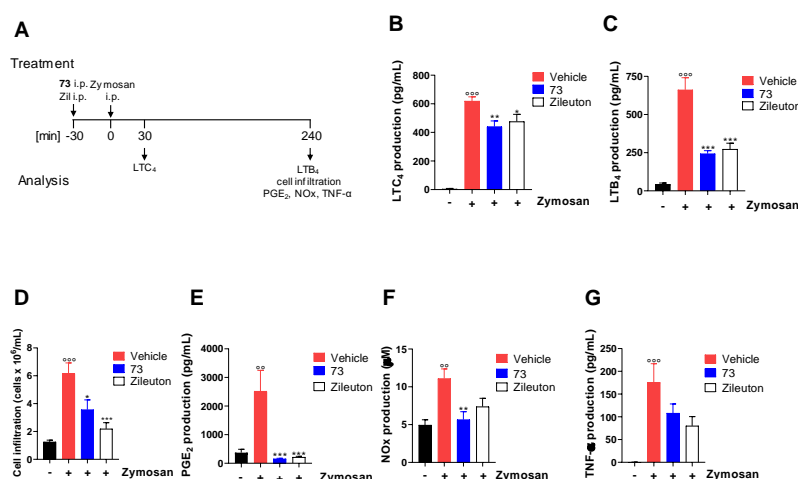 A
Treatment
73 i.p. Zymosan
Zil i.p. i.p.
[min] -30 0 30 240
LTC4 LTB4
Analysis cell infiltration
PGE2, NOx, TNF-α
B
LTC4 production (pg/mL)
800
600
400
200
0
°°°
**
*
Vehicle
73
Zileuton
- + + + Zymosan
C
LTB4 production (pg/mL)
750
500
250
0
°°°
***
***
Vehicle
73
Zileuton
- + + + Zymosan
D
Cell infiltration (cells x 10⁶/mL)
8
6
4
2
0
°°°
*
***
Vehicle
73
Zileuton
- + + + Zymosan
E
PGE2 production (pg/mL)
4000
3000
2000
1000
0
°°
***
***
Vehicle
73
Zileuton
- + + + Zymosan
F
NOx production (µM)
15
10
5
0
°°
**
Vehicle
73
Zileuton
- + + + Zymosan
G
TNF- production (pg/mL)
250
200
150
100
50
0
°°°
Vehicle
73
Zileuton
- + + + Zymosan